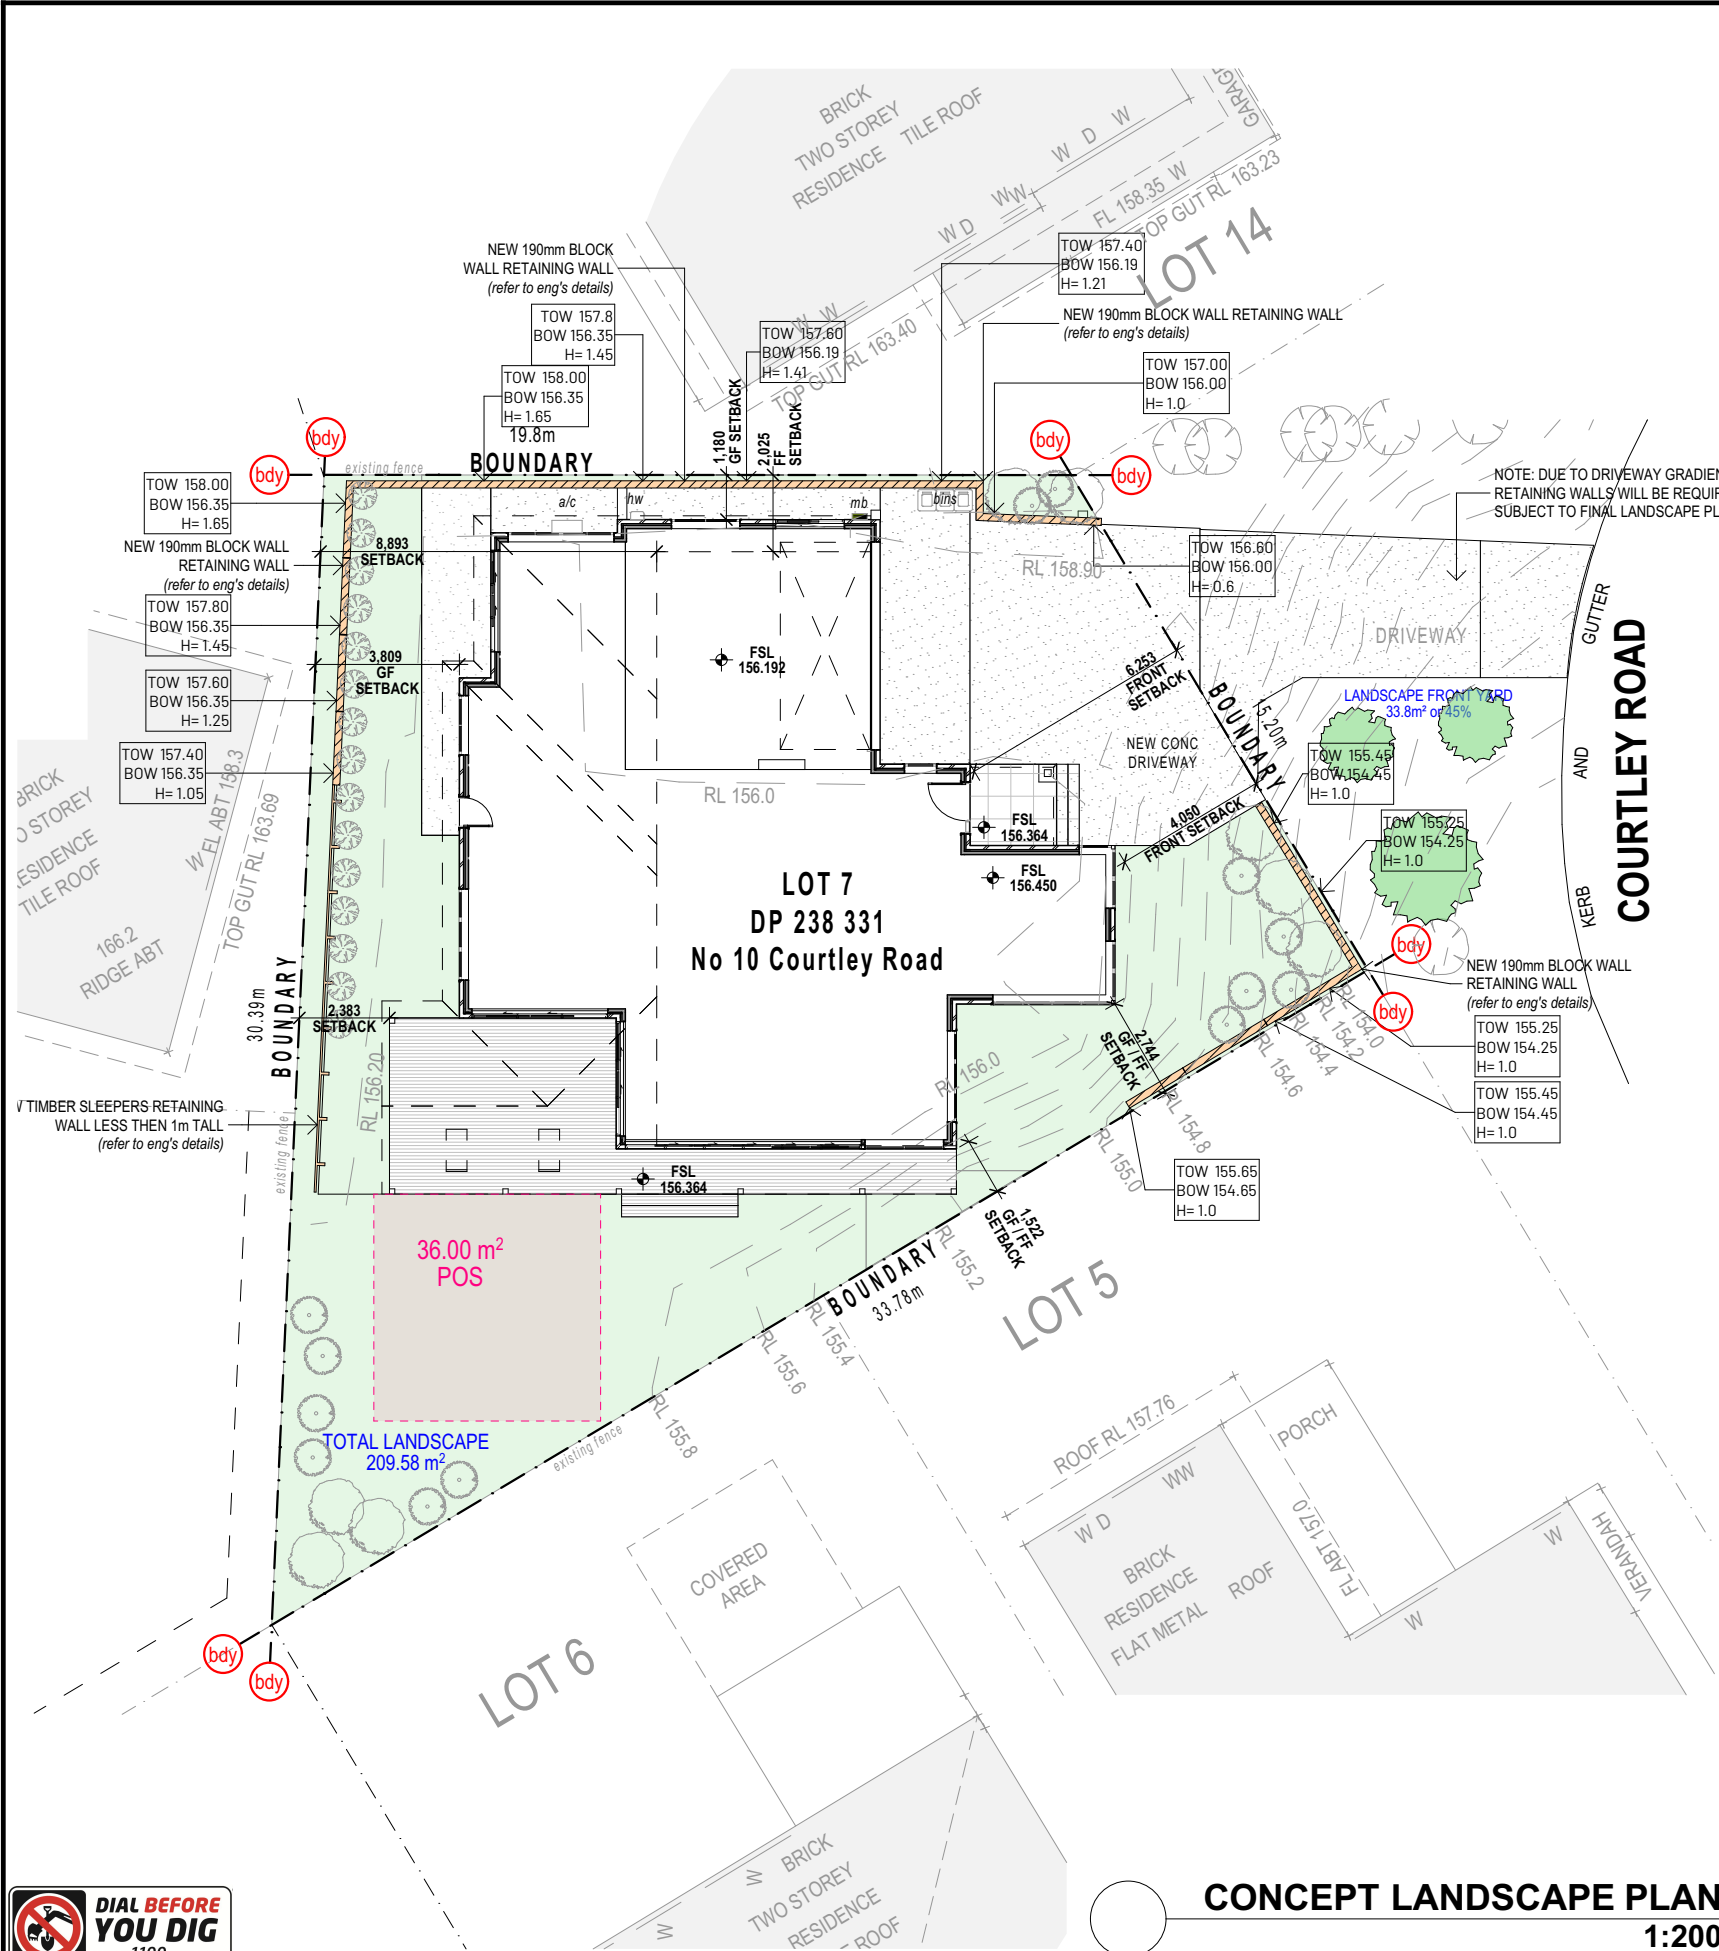 BRICK
TWO STOREY
RESIDENCE
TILE ROOF
GARAGE
W D W
WW
W D
W W
FL 158.35 W
TOP GUT RL 163.23
TOP GUT RL 163.40
LOT 14
NEW 190mm BLOCK
WALL RETAINING WALL
(refer to eng's details)
TOW 157.8
BOW 156.35
H= 1.45
TOW 158.00
BOW 156.35
H= 1.65
TOW 157.60
BOW 156.19
H= 1.41
TOW 157.40
BOW 156.19
H= 1.21
NEW 190mm BLOCK WALL RETAINING WALL
(refer to eng's details)
TOW 157.00
BOW 156.00
H= 1.0
19.8m
BOUNDARY
existing fence
1,180
GF SETBACK
2,025
FF
SETBACK
bdy
bdy
bdy
bdy
NOTE: DUE TO DRIVEWAY
RETAINING WALLS WILL BE
SUBJECT TO FINAL LANDSCAPE
TOW 158.00
BOW 156.35
H= 1.65
NEW 190mm BLOCK WALL
RETAINING WALL
(refer to eng's details)
TOW 157.80
BOW 156.35
H= 1.45
TOW 157.60
BOW 156.35
H= 1.25
TOW 157.40
BOW 156.35
H= 1.05
a/c
hw
mb
bins
8,893
SETBACK
3,809
GF
SETBACK
RL 158.90
TOW 156.60
BOW 156.00
H= 0.6
DRIVEWAY
GUTTER
AND
KERB
COURTLEY ROAD
FSL
156.192
6,253
FRONT
SETBACK
BOUNDARY
15.20m
LANDSCAPE FRONT YARD
33.8m² or 45%
NEW CONC
DRIVEWAY
TOW 155.45
BOW 154.45
H= 1.0
TOW 155.25
BOW 154.25
H= 1.0
RL 156.0
4,050
FRONT SETBACK
FSL
156.364
FSL
156.450
LOT 7
DP 238 331
No 10 Courtley Road
BRICK
STOREY
RESIDENCE
TILE ROOF
W FL ABT 158.3
TOP GUT RL 163.69
166.2
RIDGE ABT
30.39m
BOUNDARY
2,383
SETBACK
RL 156.20
existing fence
TIMBER SLEEPERS RETAINING
WALL LESS THEN 1m TALL
(refer to eng's details)
bdy
bdy
NEW 190mm BLOCK WALL
RETAINING WALL
(refer to eng's details)
TOW 155.25
BOW 154.25
H= 1.0
TOW 155.45
BOW 154.45
H= 1.0
TOW 155.65
BOW 154.65
H= 1.0
RL 154.0
RL 154.2
RL 154.4
RL 154.6
RL 154.8
RL 155.0
RL 155.2
RL 155.4
RL 155.6
RL 155.8
RL 156.0
2,744
GF / FF
SETBACK
1,522
GF / FF
SETBACK
FSL
156.364
36.00 m²
POS
BOUNDARY
33.78m
existing fence
TOTAL LANDSCAPE
209.58 m²
LOT 5
LOT 6
bdy
bdy
COVERED
AREA
ROOF RL 157.76
PORCH
WW
W D
FL ABT 157.0
BRICK
RESIDENCE
FLAT METAL ROOF
W
W
VERANDAH
W
W
BRICK
TWO STOREY
RESIDENCE
ROOF
DIAL BEFORE
YOU DIG
CONCEPT LANDSCAPE PLAN
1:200